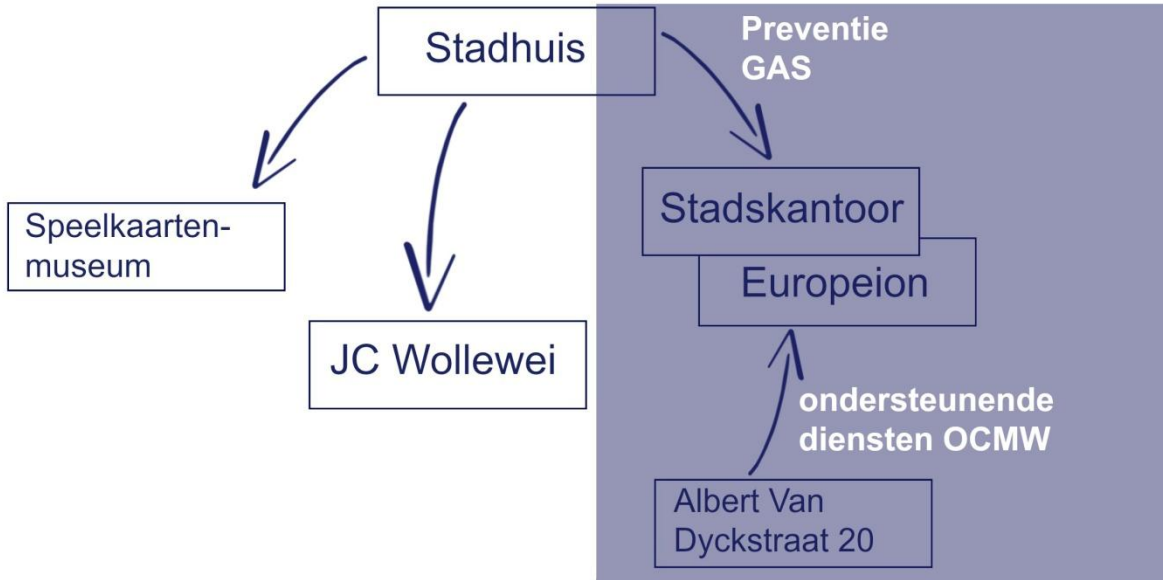 Stadhuis
Preventie
GAS
Speelkaarten-
museum
Stadskantoor
Europeion
JC Wollewei
ondersteunende
diensten OCMW
Albert Van
Dyckstraat 20